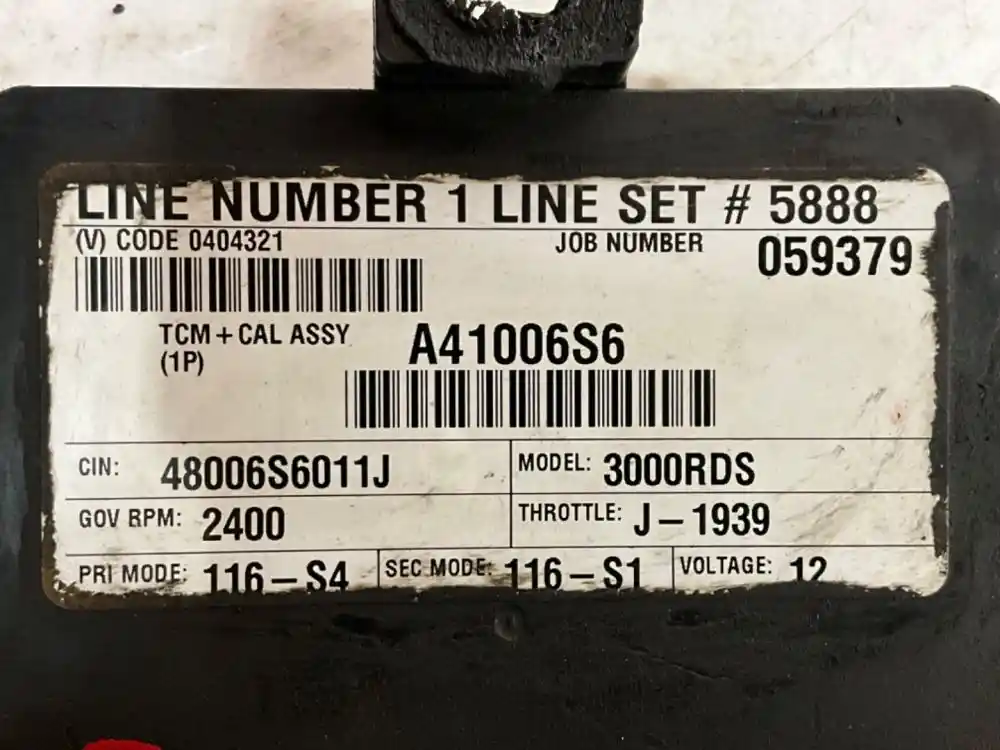 LINE NUMBER 1 LINE SET # 5888
(V) CODE 0404321 JOB NUMBER 059379
TCM + CAL ASSY A41006S6
(1P)
CIN: 48006S6011J MODEL: 3000RDS
GOV RPM: 2400 THROTTLE: J-1939
PRI MODE: 116-S4 SEC MODE: 116-S1 VOLTAGE: 12